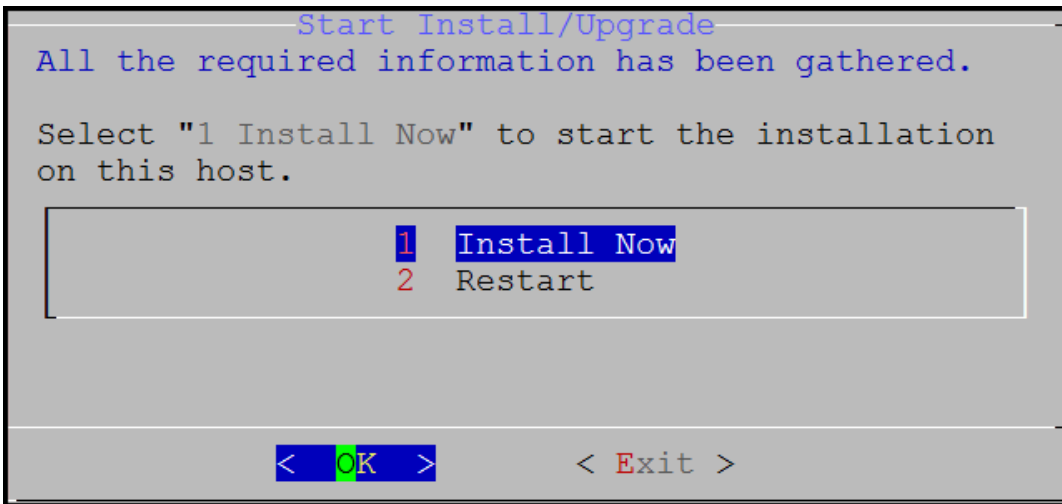 Start Install/Upgrade
All the required information has been gathered.
Select "1 Install Now" to start the installation
on this host.
1 Install Now
2 Restart
< OK > < Exit >